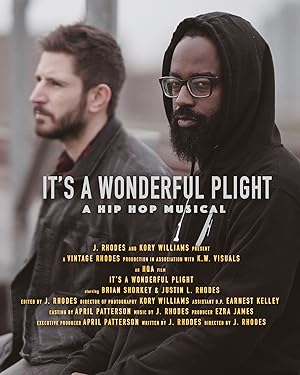 IT'S A WONDERFUL PLIGHT
A HIP HOP MUSICAL
J. RHODES AND KORY WILLIAMS PRESENT
A VINTAGE RHODES PRODUCTION IN ASSOCIATION WITH K.W. VISUALS
AN HQA FILM
IT'S A WONDERFUL PLIGHT
starring BRIAN SHORKEY & JUSTIN L. RHODES
EDITED BY J. RHODES DIRECTOR OF PHOTOGRAPHY KORY WILLIAMS ASSISTANT D.P. EARNEST KELLEY
CASTING BY APRIL PATTERSON MUSIC BY J. RHODES PRODUCER EZRA JAMES
EXECUTIVE PRODUCER APRIL PATTERSON WRITTEN BY J. RHODES DIRECTED BY J. RHODES